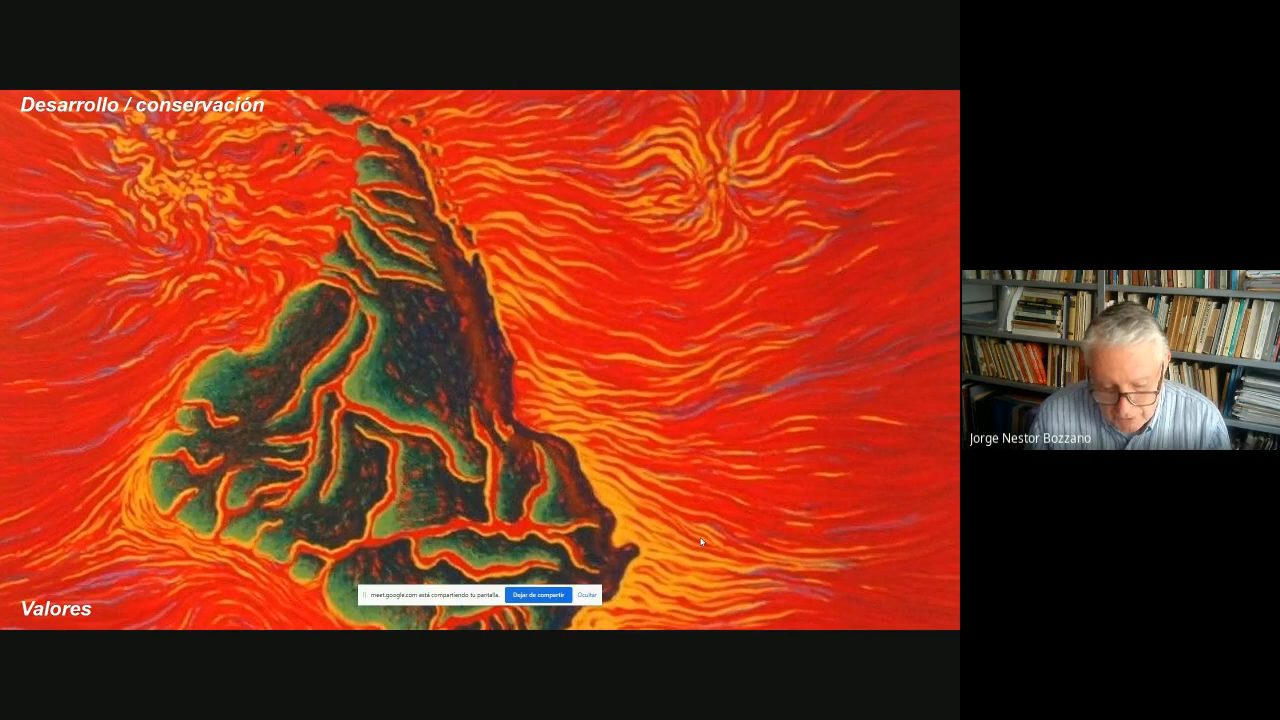 Desarrollo / conservación
Jorge Nestor Bozzano
meet.google.com está compartiendo tu pantalla.
Dejar de compartir
Ocultar
Valores